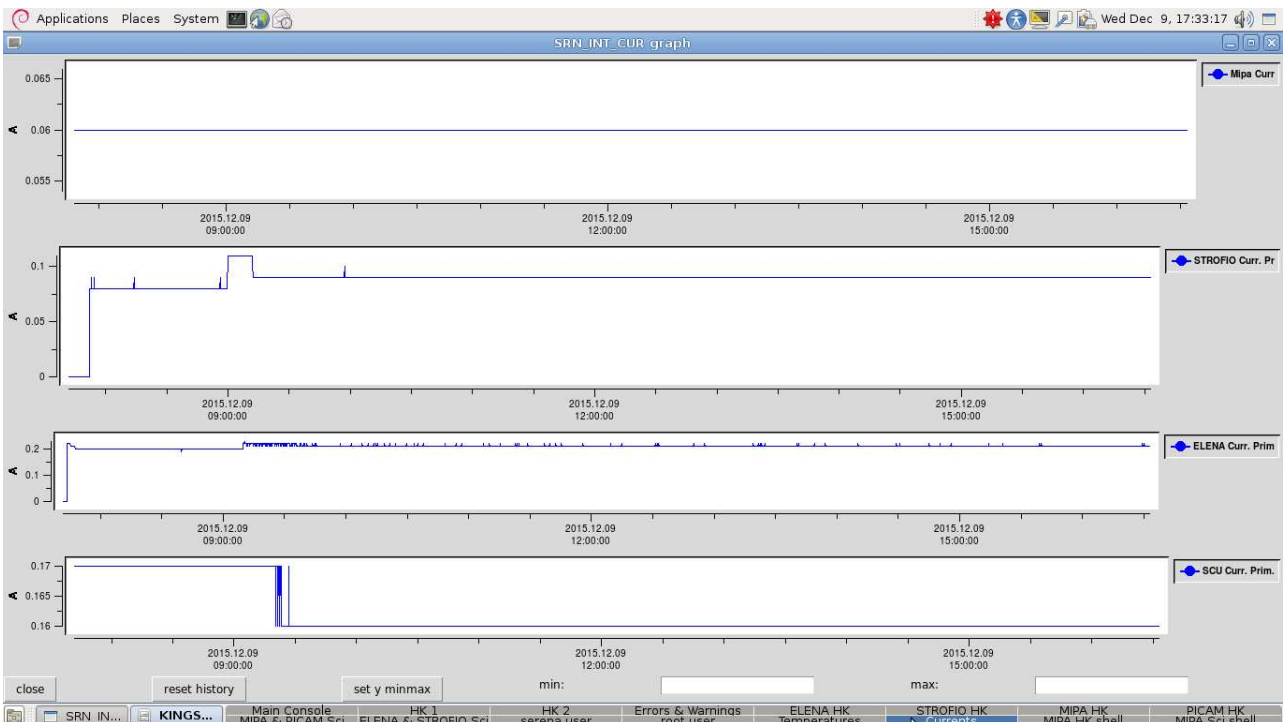 Applications Places System Wed Dec 9, 17:33:17
SRN_INT_CUR graph
0.065
0.06
0.055
A
Mipa Curr
2015.12.09 2015.12.09 2015.12.09
09:00:00 12:00:00 15:00:00
0.1
0.05
0
A
STROFIO Curr. Pr
2015.12.09 2015.12.09 2015.12.09
09:00:00 12:00:00 15:00:00
0.2
0.1
0
A
ELENA Curr. Prim
2015.12.09 2015.12.09 2015.12.09
09:00:00 12:00:00 15:00:00
0.17
0.165
0.16
A
SCU Curr. Prim.
2015.12.09 2015.12.09 2015.12.09
09:00:00 12:00:00 15:00:00
close reset history set y minmax min: max:
SRN IN... KINGS...
Main Console HK 1 HK 2 Errors & Warnings ELENA HK STROFIO HK MIPA HK PICAM HK
MIPA & PICAM Sci ELENA & STROFIO Sci serena user root user Temperatures Currents MIPA HK shell MIPA Sci shell